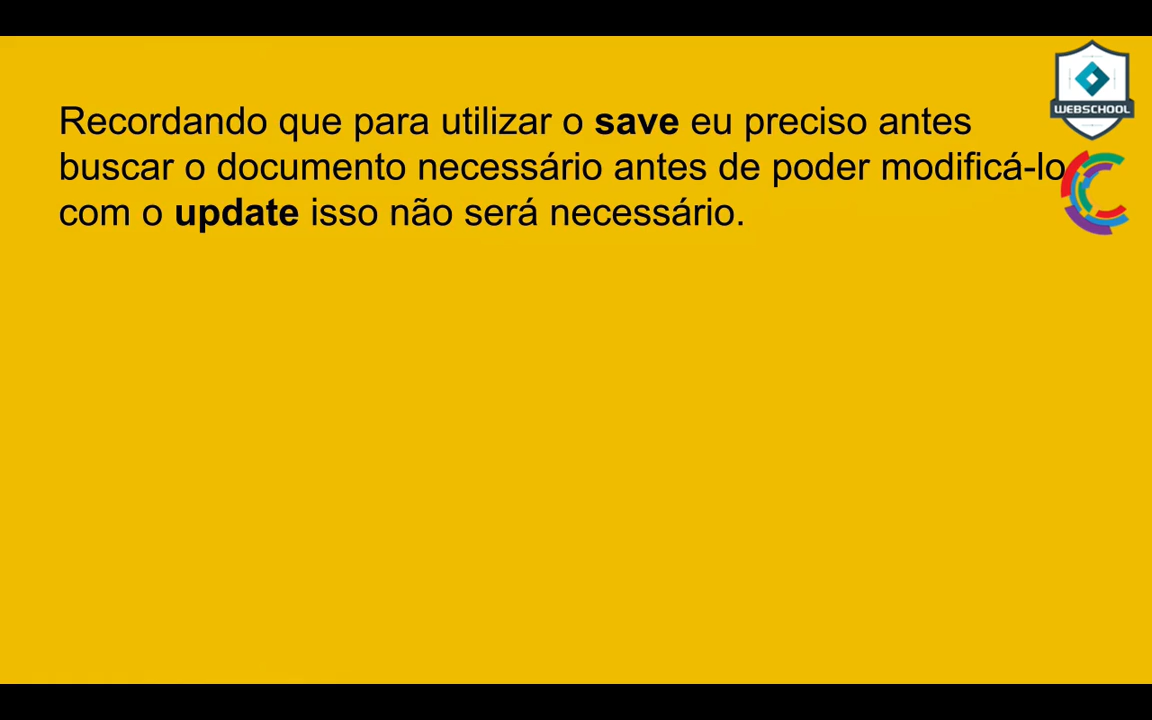 Recordando que para utilizar o save eu preciso antes
buscar o documento necessário antes de poder modificá-lo
com o update isso não será necessário.
WEBSCHOOL